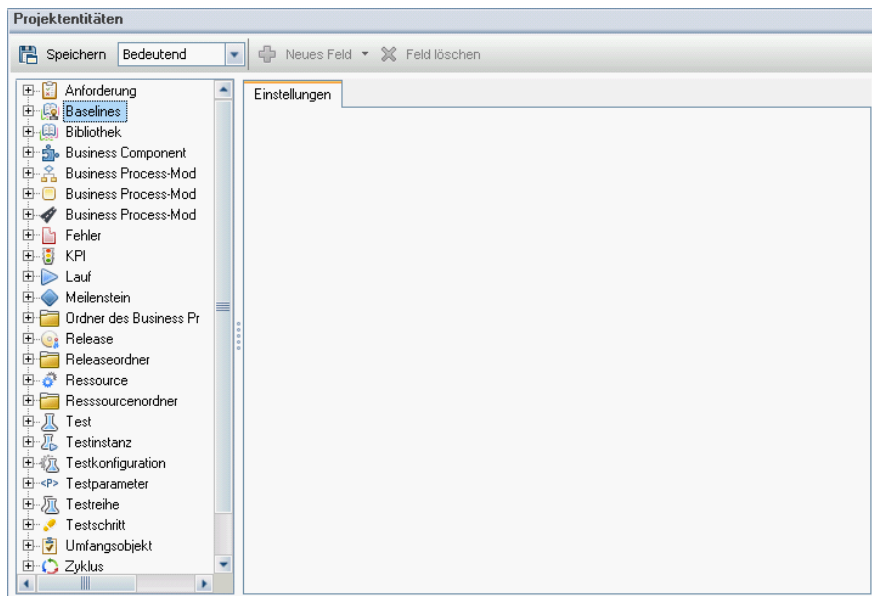 Projektentitäten
Speichern Bedeutend Neues Feld Feld löschen
Anforderung
Baselines
Bibliothek
Business Component
Business Process-Mod
Business Process-Mod
Business Process-Mod
Fehler
KPI
Lauf
Meilenstein
Ordner des Business Pr
Release
Releaseordner
Ressource
Resssourcenordner
Test
Testinstanz
Testkonfiguration
<P> Testparameter
Testreihe
Testschritt
Umfangsobjekt
Zyklus
Einstellungen